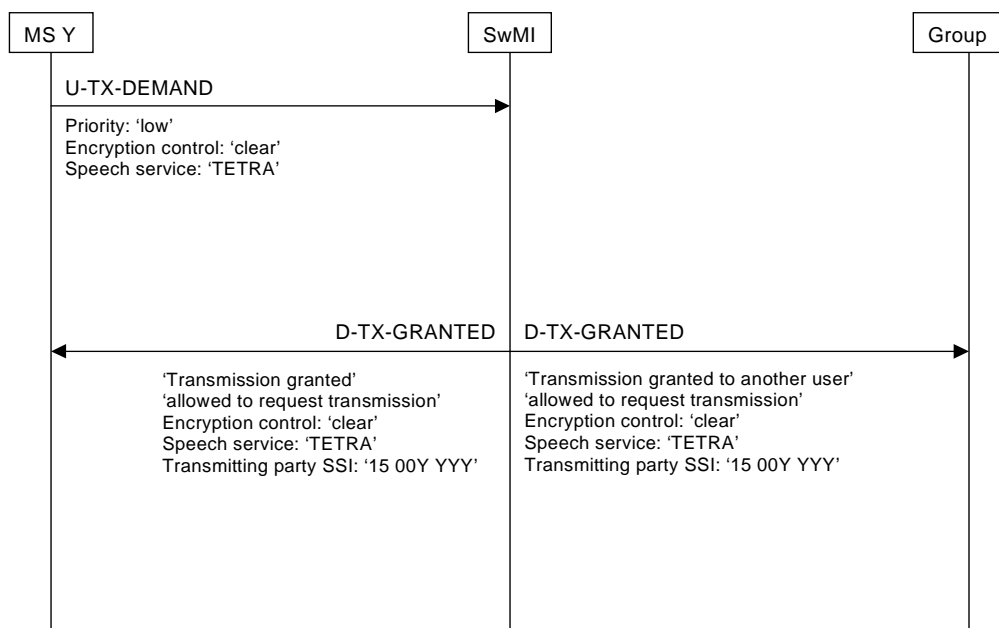 MS Y
SwMI
Group
U-TX-DEMAND
Priority: ‘low’
Encryption control: ‘clear’
Speech service: ‘TETRA’
D-TX-GRANTED
D-TX-GRANTED
‘Transmission granted’
‘allowed to request transmission’
Encryption control: ‘clear’
Speech service: ‘TETRA’
Transmitting party SSI: ‘15 00Y YYY’
‘Transmission granted to another user’
‘allowed to request transmission’
Encryption control: ‘clear’
Speech service: ‘TETRA’
Transmitting party SSI: ‘15 00Y YYY’